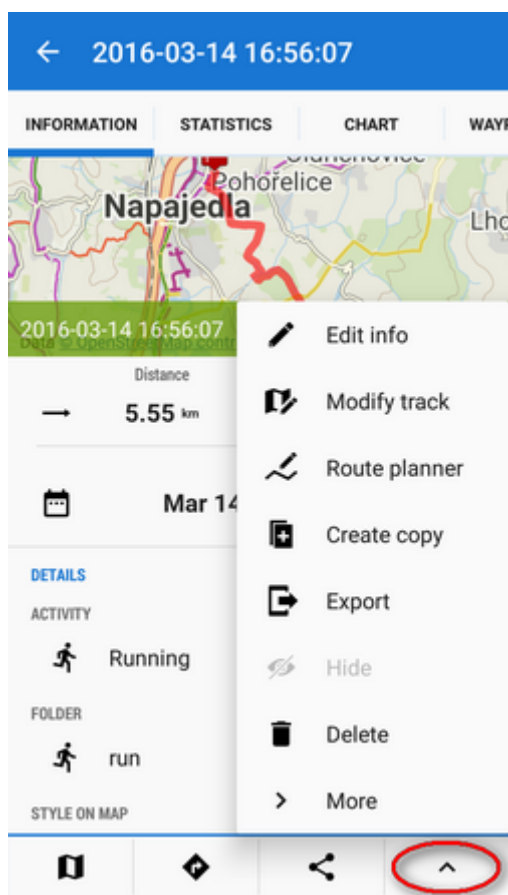 2016-03-14 16:56:07
INFORMATION STATISTICS CHART
Pohořelice
Napajedla
2016-03-14 16:56:07
Distance
5.55 km
Mar 14
DETAILS
ACTIVITY
Running
FOLDER
run
STYLE ON MAP
Edit info
Modify track
Route planner
Create copy
Export
Hide
Delete
More